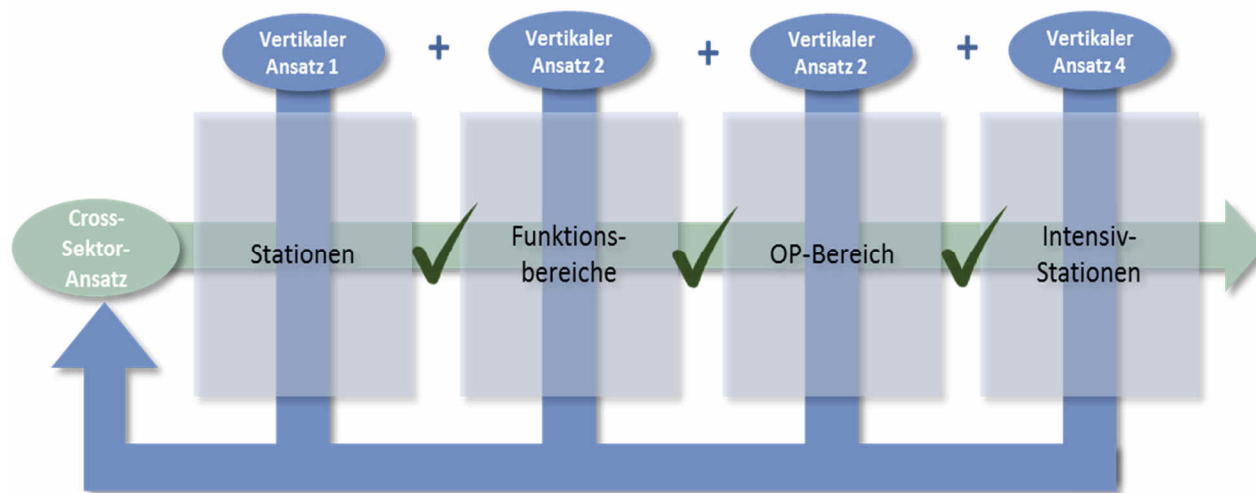 Vertikaler
Ansatz 1
+
Vertikaler
Ansatz 2
+
Vertikaler
Ansatz 2
+
Vertikaler
Ansatz 4
Cross-
Sektor-
Ansatz
Stationen
Funktions-
bereiche
OP-Bereich
Intensiv-
Stationen